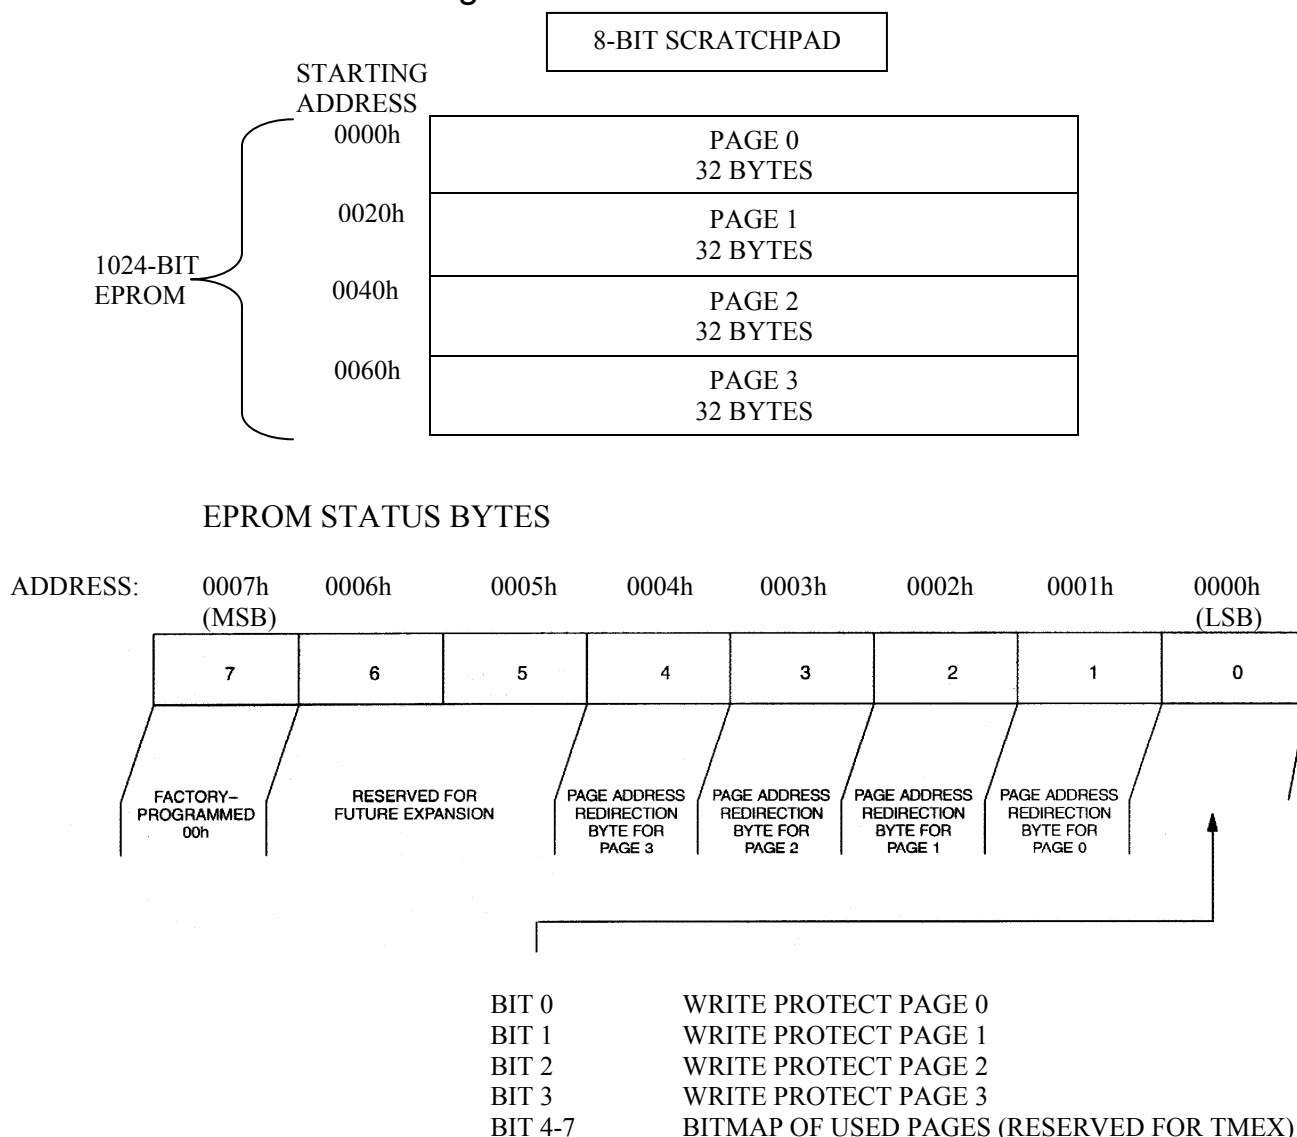 8-BIT SCRATCHPAD
STARTING
ADDRESS
0000h
PAGE 0
32 BYTES
0020h
PAGE 1
32 BYTES
1024-BIT
EPROM
0040h
PAGE 2
32 BYTES
0060h
PAGE 3
32 BYTES
EPROM STATUS BYTES
ADDRESS: 0007h 0006h 0005h 0004h 0003h 0002h 0001h 0000h
(MSB) (LSB)
7 6 5 4 3 2 1 0
FACTORY–
PROGRAMMED
00h
RESERVED FOR
FUTURE EXPANSION
PAGE ADDRESS
REDIRECTION
BYTE FOR
PAGE 3
PAGE ADDRESS
REDIRECTION
BYTE FOR
PAGE 2
PAGE ADDRESS
REDIRECTION
BYTE FOR
PAGE 1
PAGE ADDRESS
REDIRECTION
BYTE FOR
PAGE 0
BIT 0 WRITE PROTECT PAGE 0
BIT 1 WRITE PROTECT PAGE 1
BIT 2 WRITE PROTECT PAGE 2
BIT 3 WRITE PROTECT PAGE 3
BIT 4-7 BITMAP OF USED PAGES (RESERVED FOR TMEX)